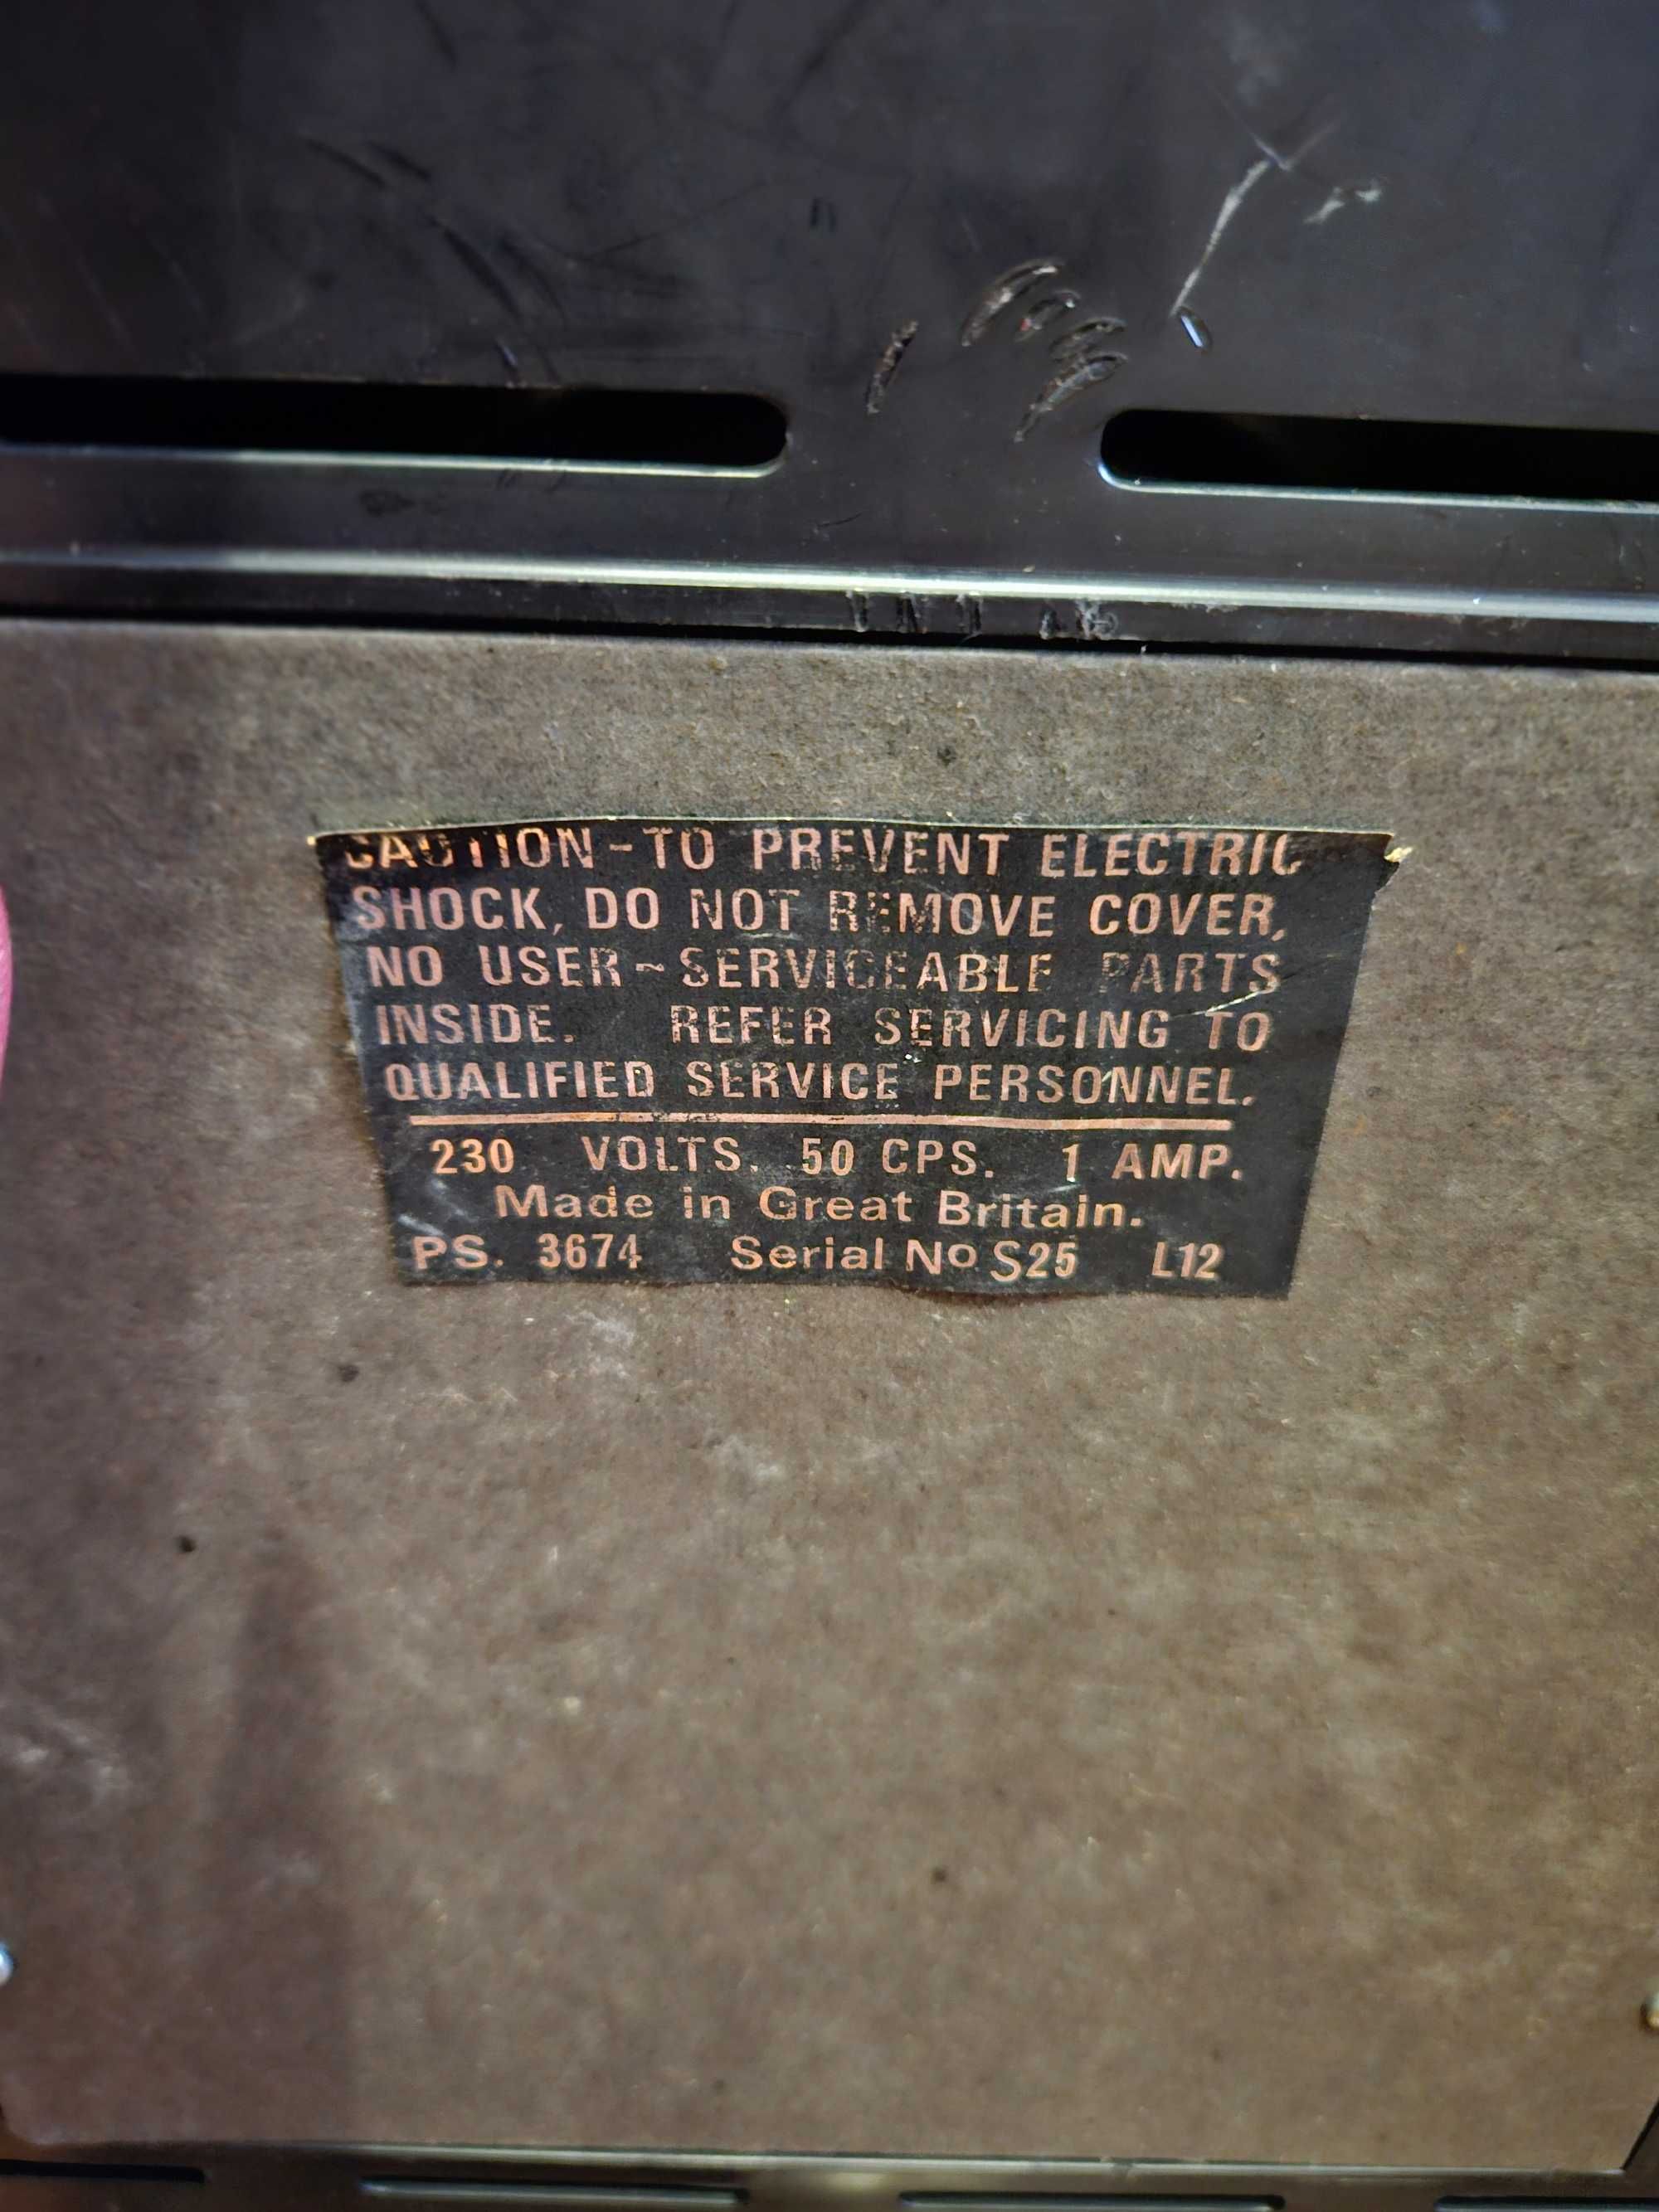 CAUTION-TO PREVENT ELECTRIC
SHOCK, DO NOT REMOVE COVER,
NO USER-SERVICEABLE PARTS
INSIDE. REFER SERVICING TO
QUALIFIED SERVICE PERSONNEL.
230 VOLTS. 50 CPS. 1 AMP.
Made in Great Britain.
PS. 3674 Serial No S25 L12